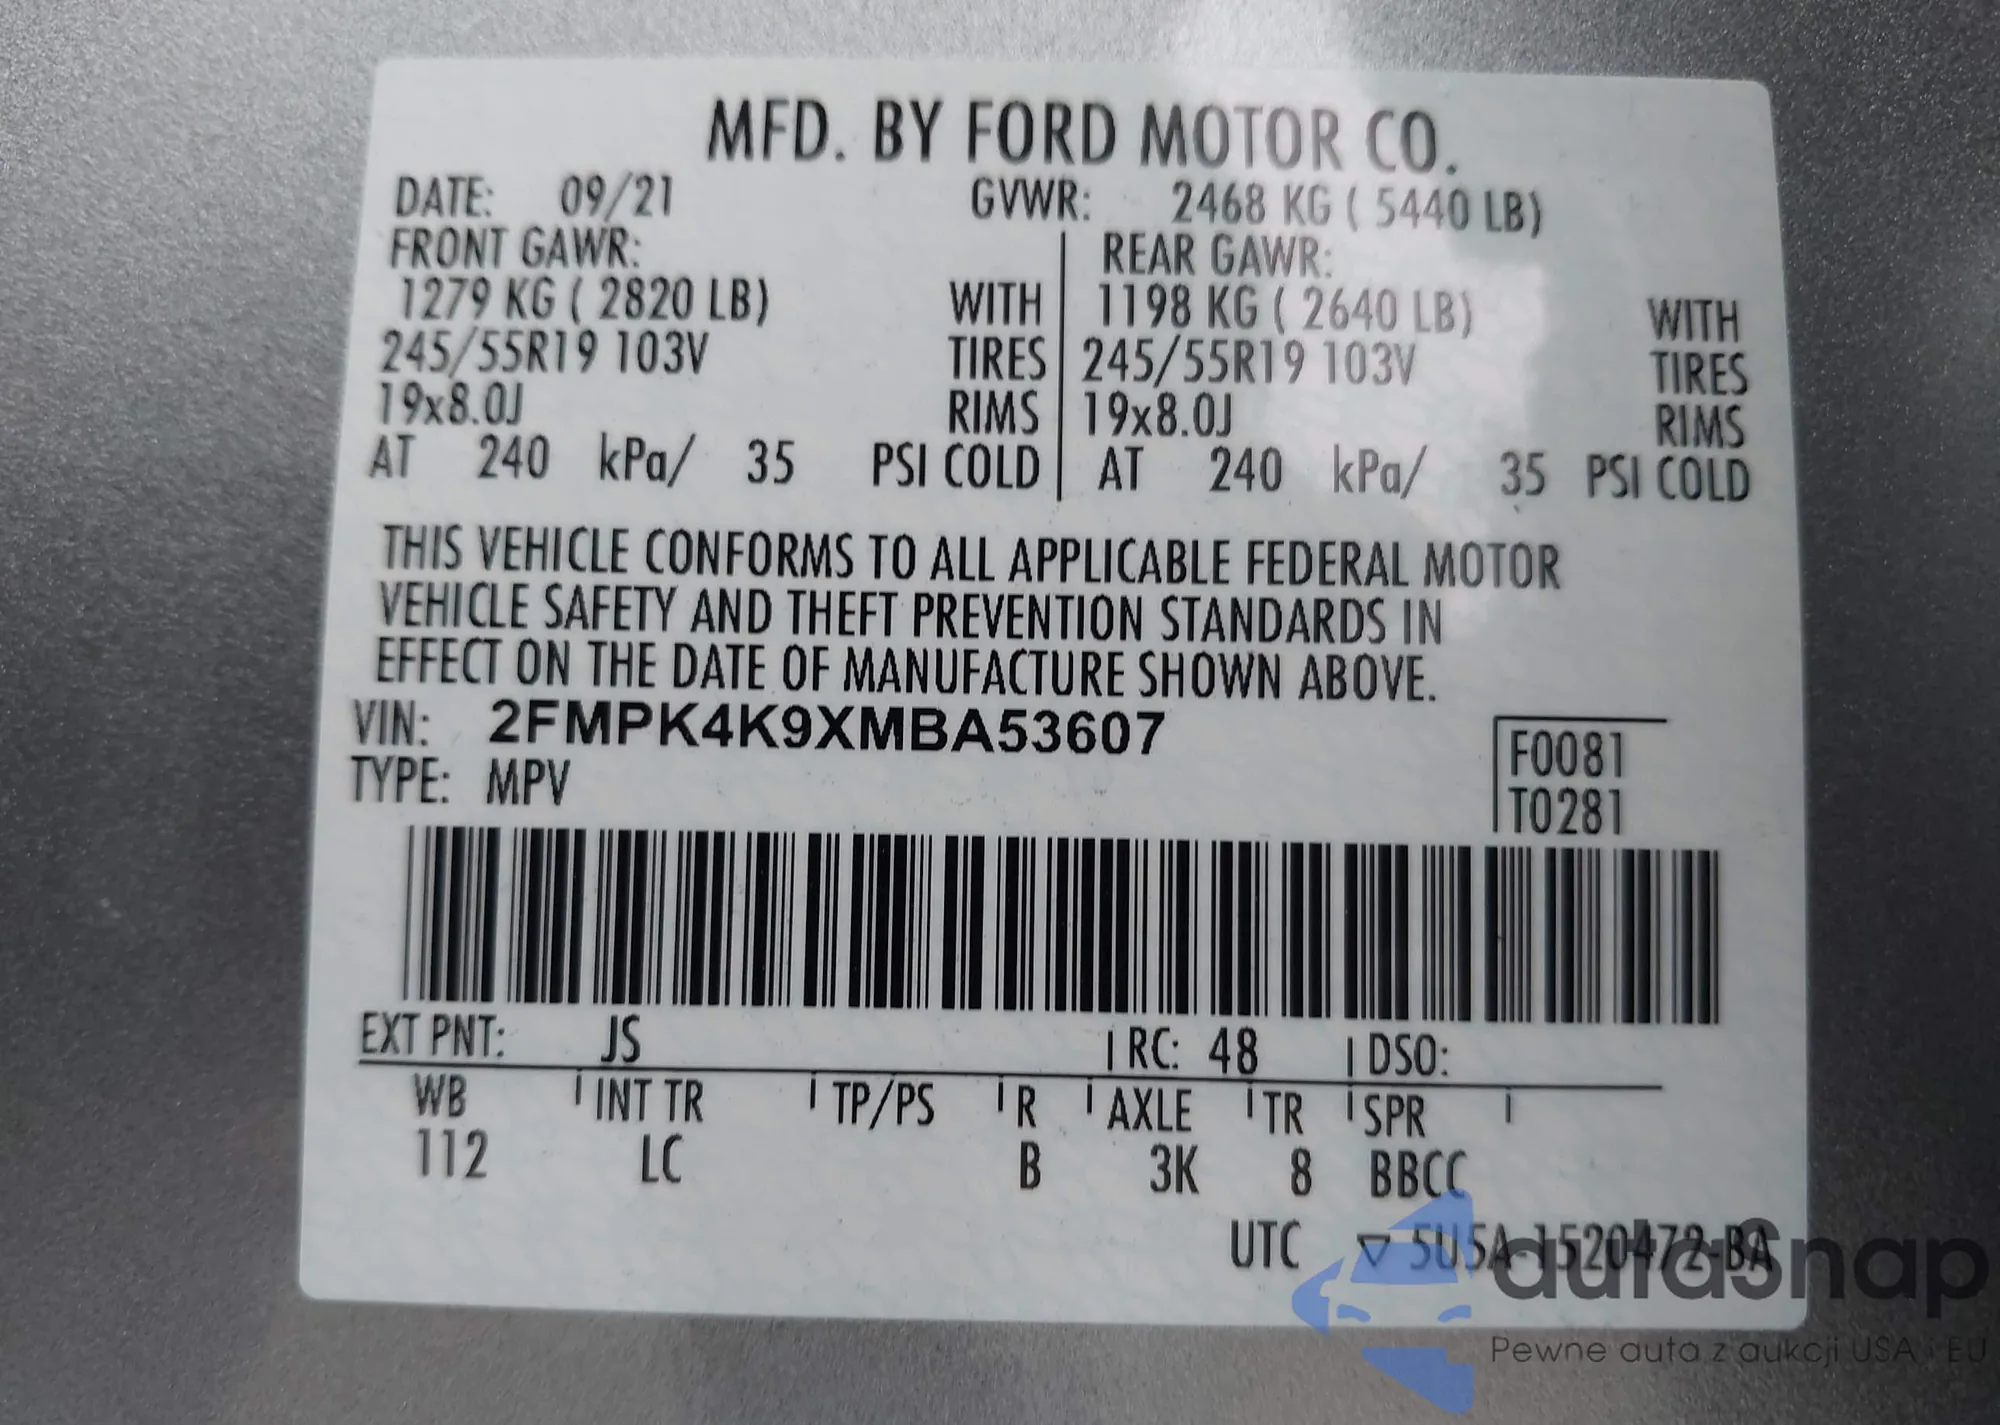 MFD. BY FORD MOTOR CO.
DATE: 09/21 GVWR: 2468 KG ( 5440 LB)
FRONT GAWR: REAR GAWR:
1279 KG ( 2820 LB) WITH 1198 KG ( 2640 LB) WITH
245/55R19 103V TIRES 245/55R19 103V TIRES
19x8.0J RIMS 19x8.0J RIMS
AT 240 kPa/ 35 PSI COLD AT 240 kPa/ 35 PSI COLD
THIS VEHICLE CONFORMS TO ALL APPLICABLE FEDERAL MOTOR
VEHICLE SAFETY AND THEFT PREVENTION STANDARDS IN
EFFECT ON THE DATE OF MANUFACTURE SHOWN ABOVE.
VIN: 2FMPK4K9XMBA53607
TYPE: MPV
F0081
T0281
EXT PNT: JS RC: 48 DSO:
WB INT TR TP/PS R AXLE TR SPR
112 LC B 3K 8 BBCC
UTC ▽ 5U5A-1520472-BA
autaSnap
Pewne auta z aukcji USA i EU